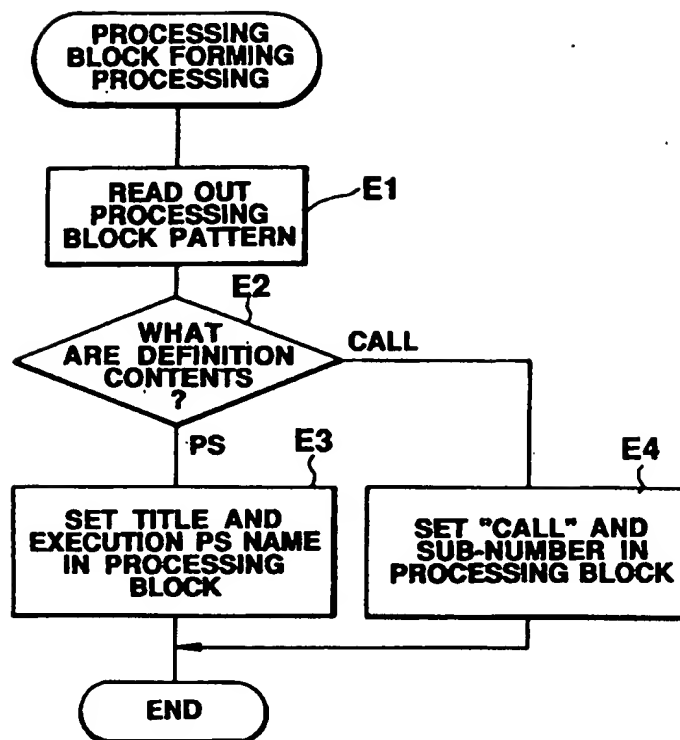 PROCESSING
BLOCK FORMING
PROCESSING
READ OUT
PROCESSING
BLOCK PATTERN
E1
E2
WHAT
ARE DEFINITION
CONTENTS
?
CALL
PS
E3
SET TITLE AND
EXECUTION PS NAME
IN PROCESSING
BLOCK
E4
SET "CALL" AND
SUB-NUMBER IN
PROCESSING BLOCK
END